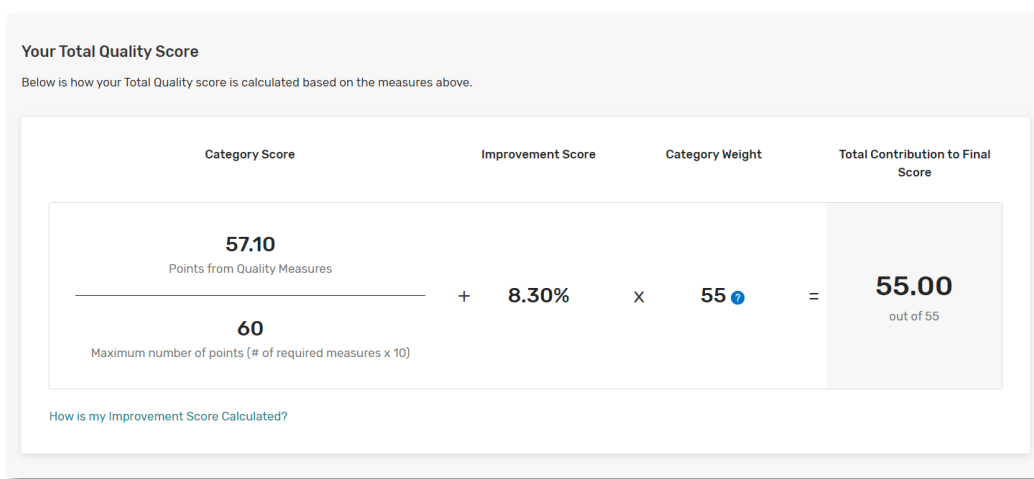 Your Total Quality Score
Below is how your Total Quality score is calculated based on the measures above.
Category Score
Improvement Score
Category Weight
Total Contribution to Final
Score
57.10
Points from Quality Measures
60
Maximum number of points (# of required measures x 10)
+
8.30%
x
55 ?
=
55.00
out of 55
How is my Improvement Score Calculated?